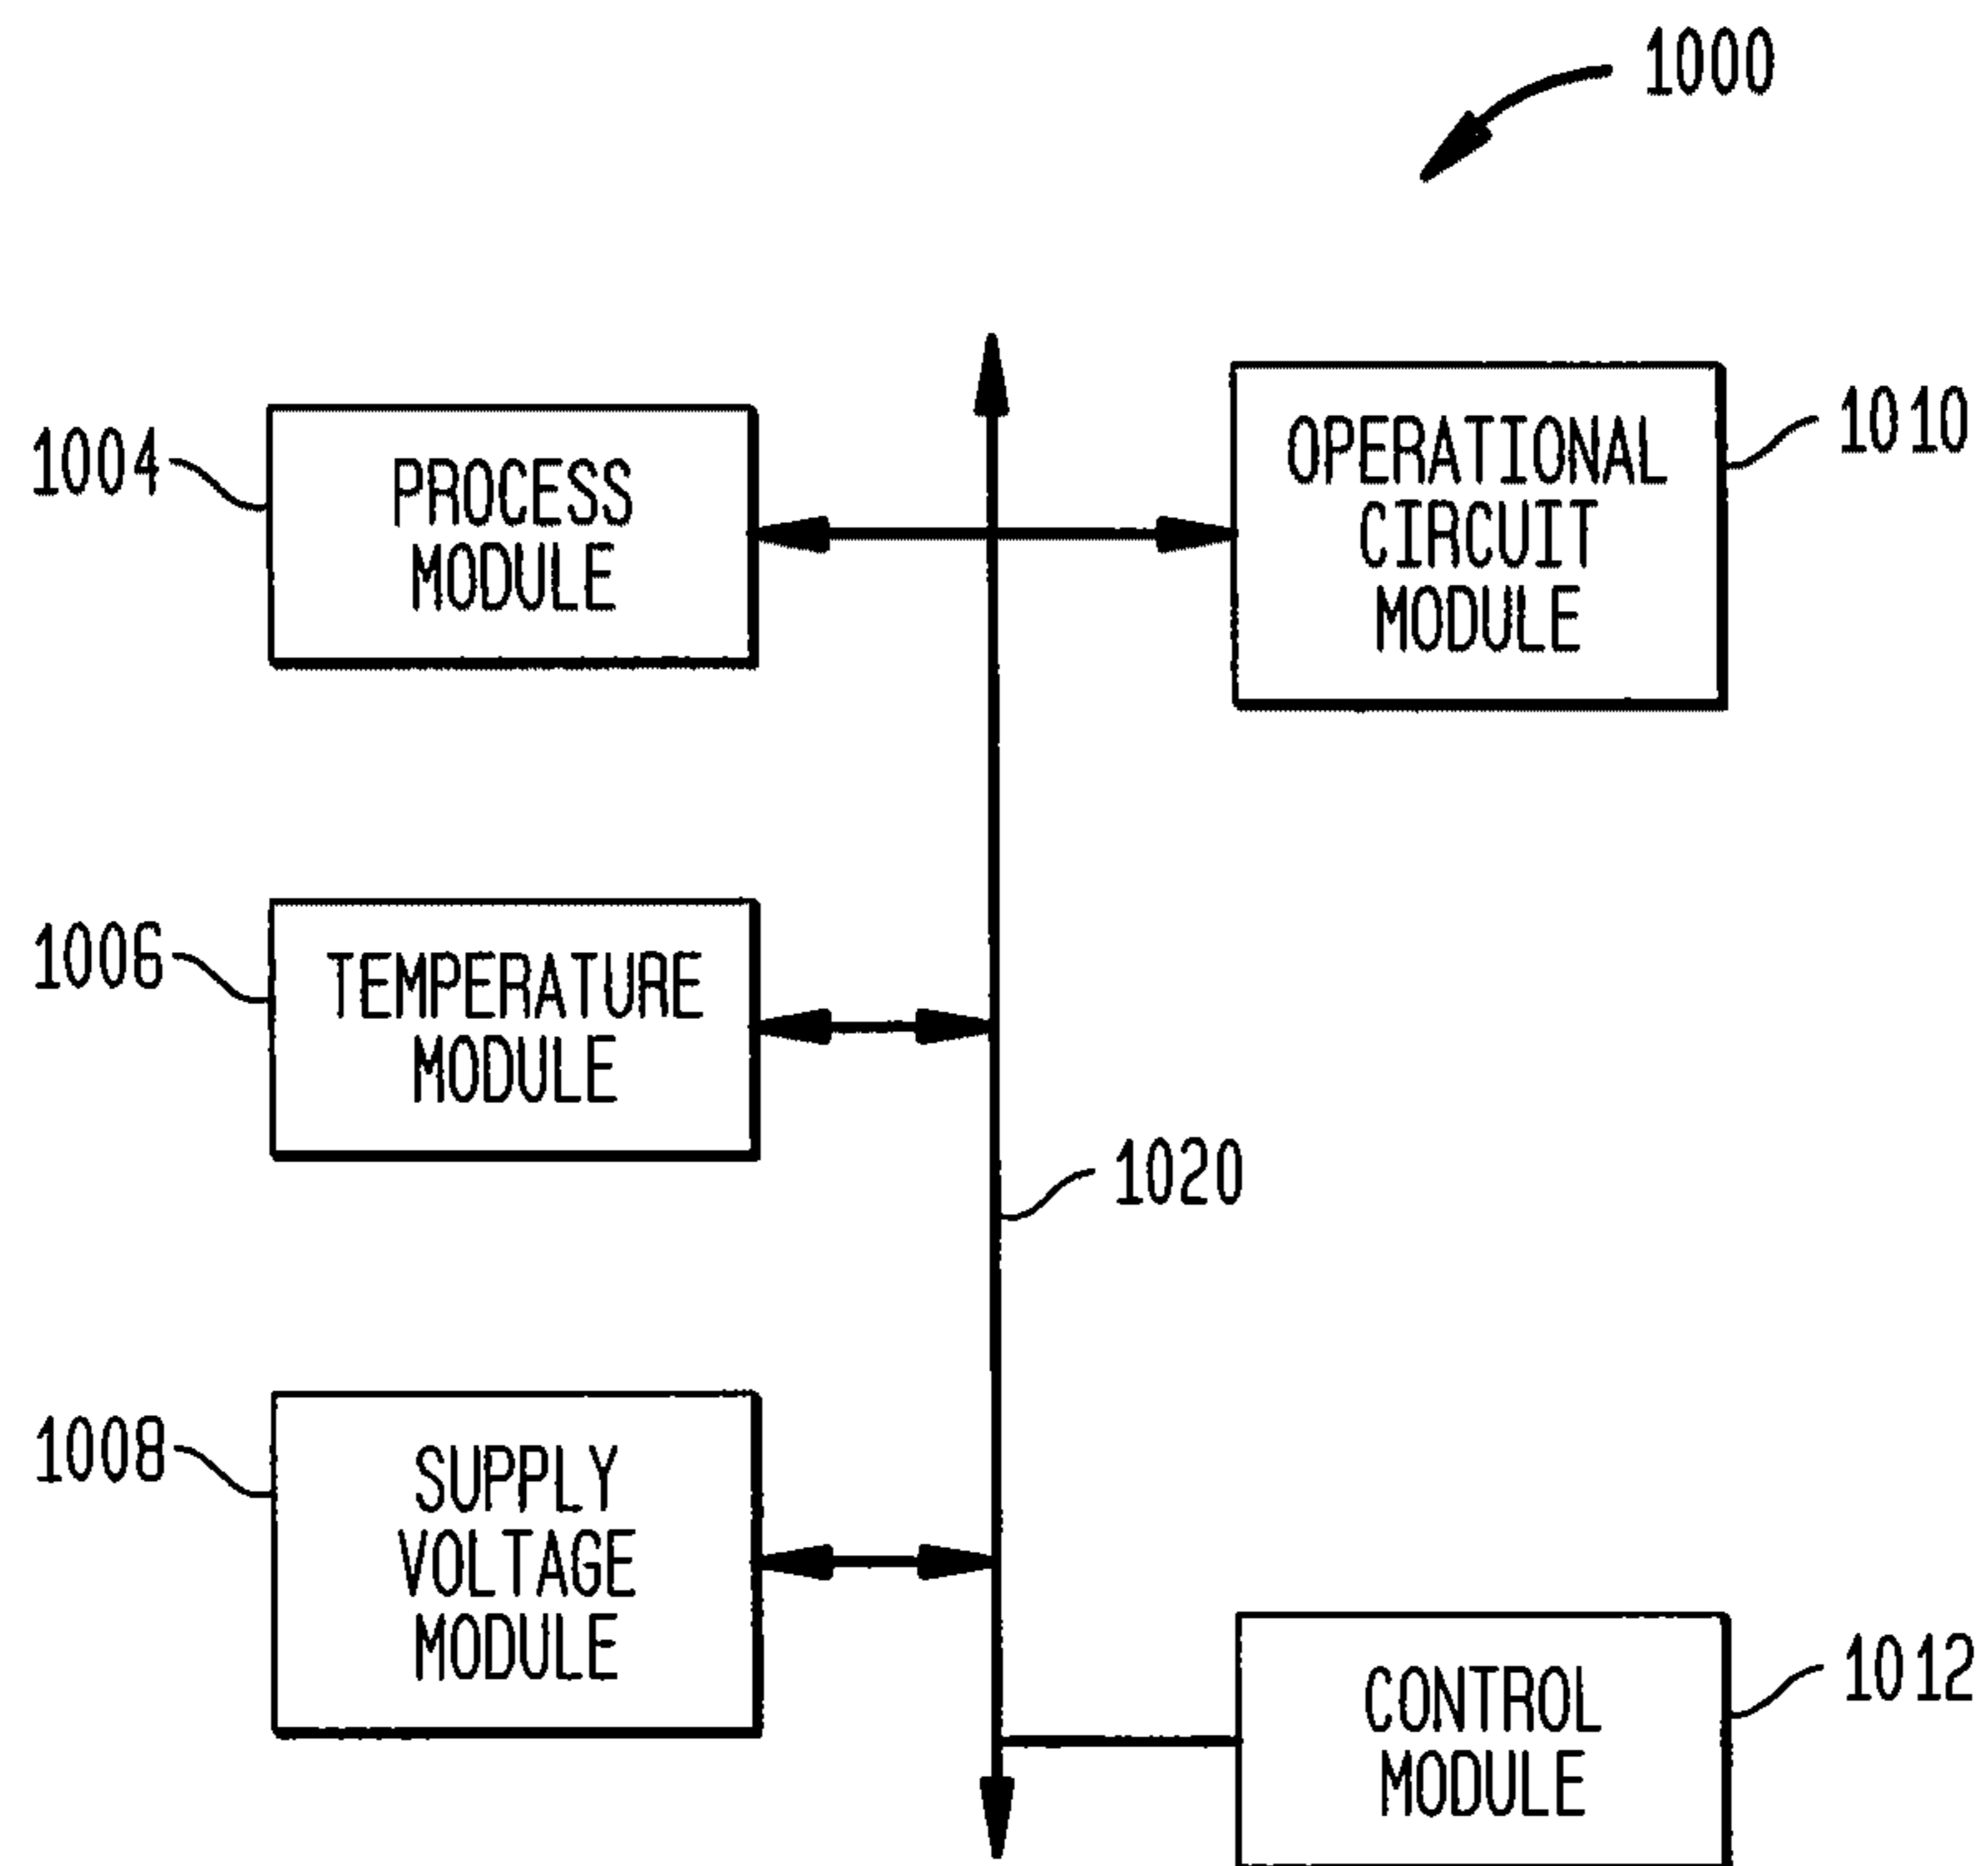 1000
1004
PROCESS
MODULE
OPERATIONAL
CIRCUIT
MODULE
1010
1006
TEMPERATURE
MODULE
1020
1008
SUPPLY
VOLTAGE
MODULE
CONTROL
MODULE
1012